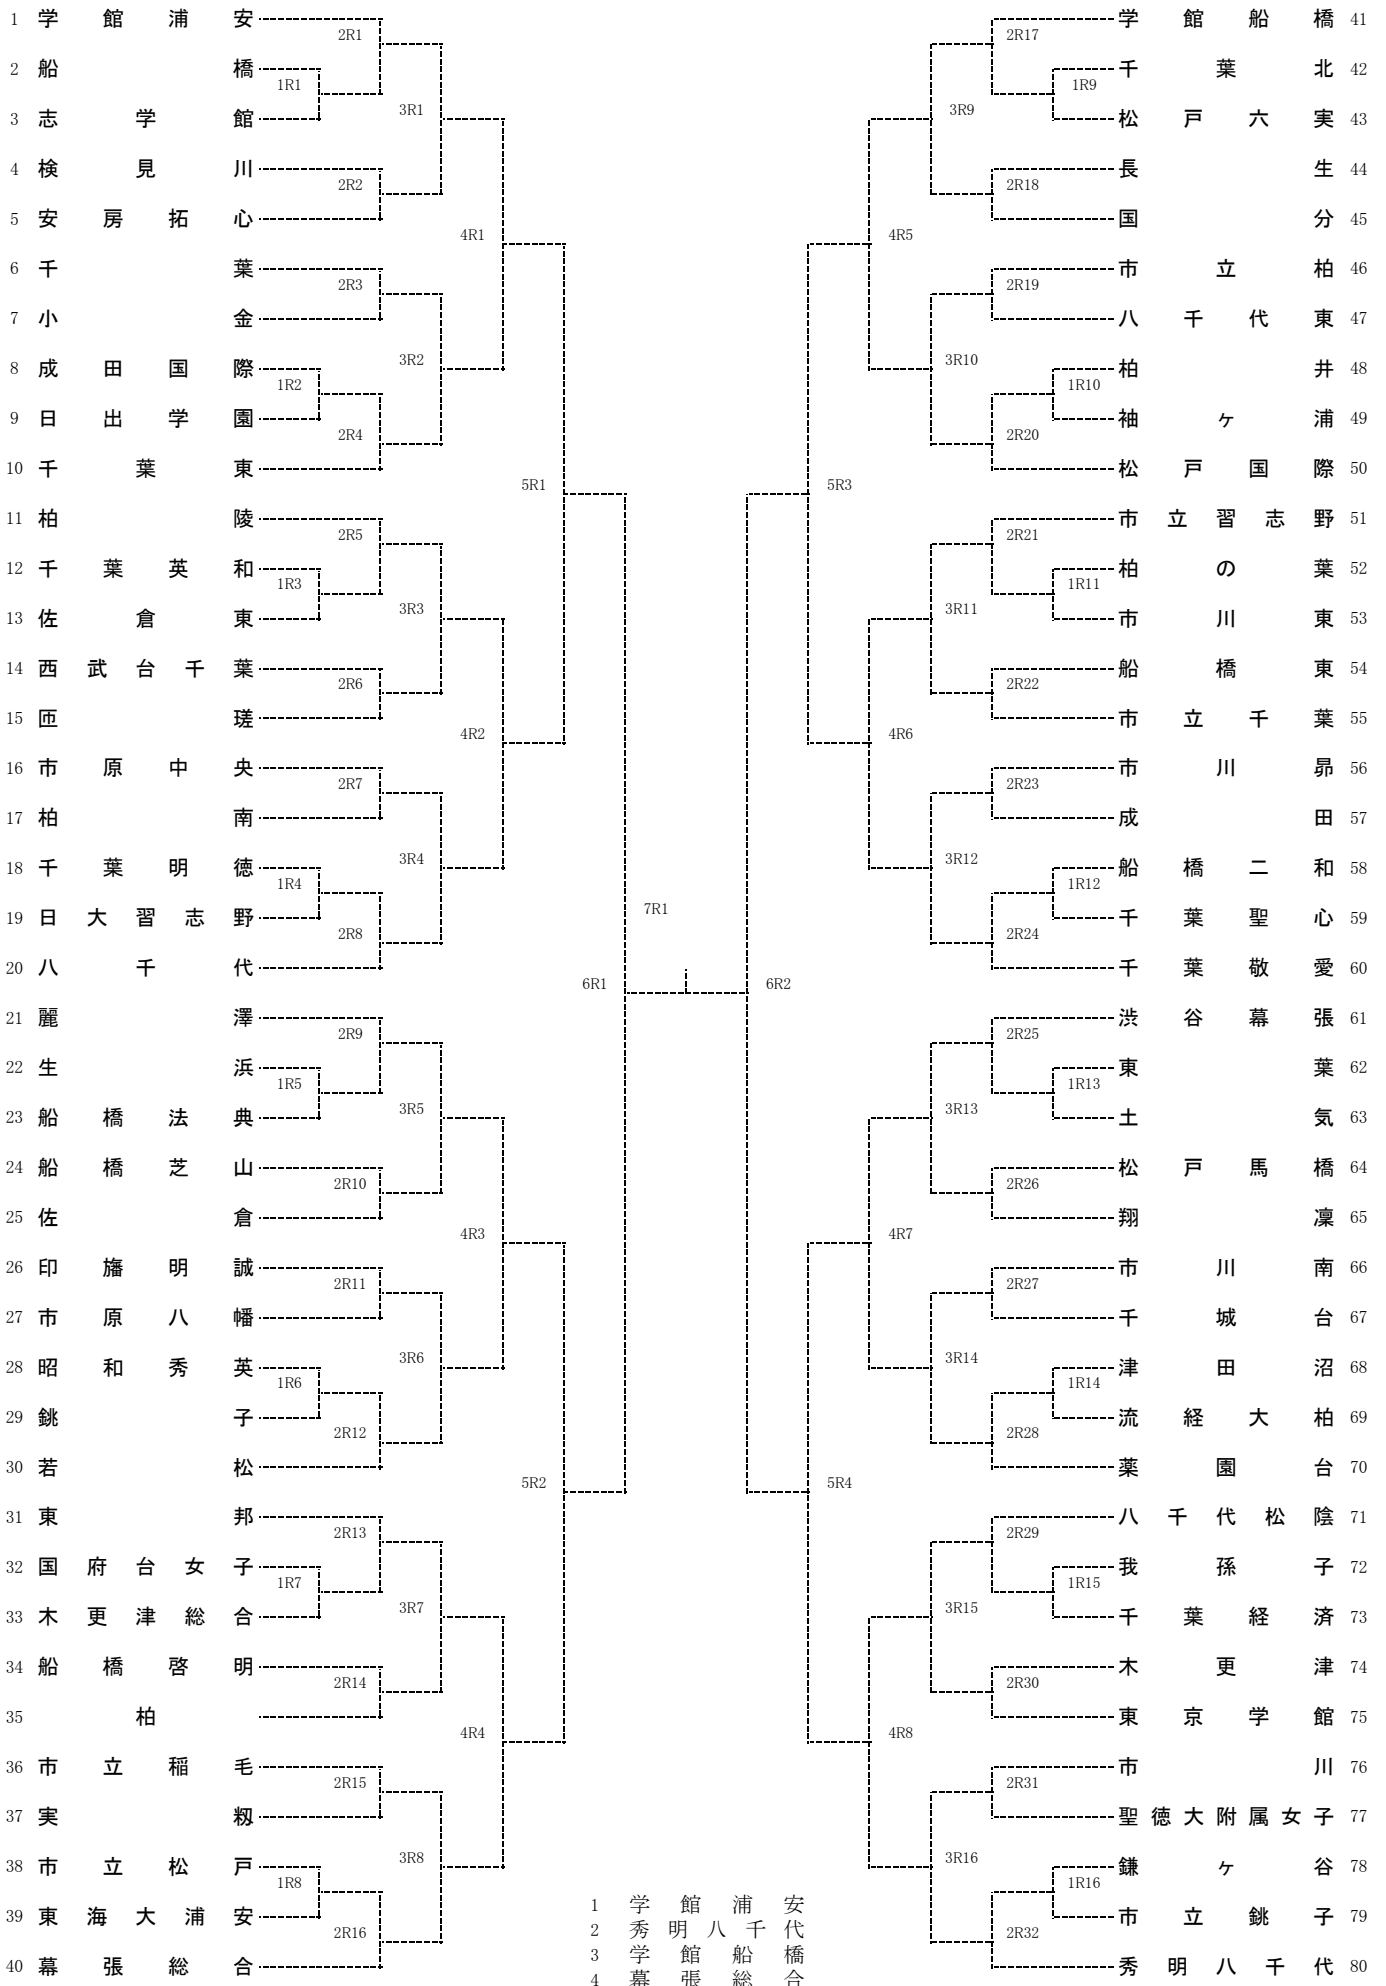 1 学館浦安
2R1
2 船橋
1R1
3R1
3 志学館
4 検見川
2R2
5 安房拓心
4R1
6 千葉
2R3
7 小金
3R2
8 成田国際
1R2
9 日出学園
2R4
10 千葉東
5R1
11 柏陵
2R5
12 千葉英和
1R3
3R3
13 佐倉東
14 西武台千葉
2R6
15 匝瑳
4R2
16 市原中央
2R7
17 柏南
3R4
18 千葉明徳
1R4
19 日大習志野
2R8
20 八千代
6R1
21 麗澤
2R9
22 生浜
1R5
3R5
23 船橋法典
24 船橋芝山
2R10
25 佐倉
4R3
26 印旛明誠
2R11
27 市原八幡
3R6
28 昭和秀英
1R6
29 銚子
2R12
30 若松
5R2
31 東邦
2R13
32 国府台女子
1R7
3R7
33 木更津総合
34 船橋啓明
2R14
35 柏
4R4
36 市立稲毛
2R15
37 実籾
3R8
38 市立松戸
1R8
39 東海大浦安
2R16
40 幕張総合
7R1
学館船橋 41
2R17
千葉北 42
1R9
3R9
松戸六実 43
長生 44
2R18
国分 45
4R5
市立柏 46
2R19
八千代東 47
3R10
柏井 48
1R10
袖ヶ浦 49
2R20
松戸国際 50
5R3
市立習志野 51
2R21
柏の葉 52
1R11
3R11
市川東 53
船橋東 54
2R22
市立千葉 55
4R6
市川昴 56
2R23
成田 57
3R12
船橋二和 58
1R12
千葉聖心 59
2R24
千葉敬愛 60
6R2
渋谷幕張 61
2R25
東葉 62
1R13
3R13
土気 63
松戸馬橋 64
2R26
翔凜 65
4R7
市川南 66
2R27
千城台 67
3R14
津田沼 68
1R14
流経大柏 69
2R28
薬園台 70
5R4
八千代松陰 71
2R29
我孫子 72
1R15
3R15
千葉経済 73
木更津 74
2R30
東京学館 75
4R8
市川 76
2R31
聖徳大附属女子 77
3R16
鎌ヶ谷 78
1R16
市立銚子 79
2R32
秀明八千代 80
1 学館浦安
2 秀明八千代
3 学館船橋
4 幕張総合